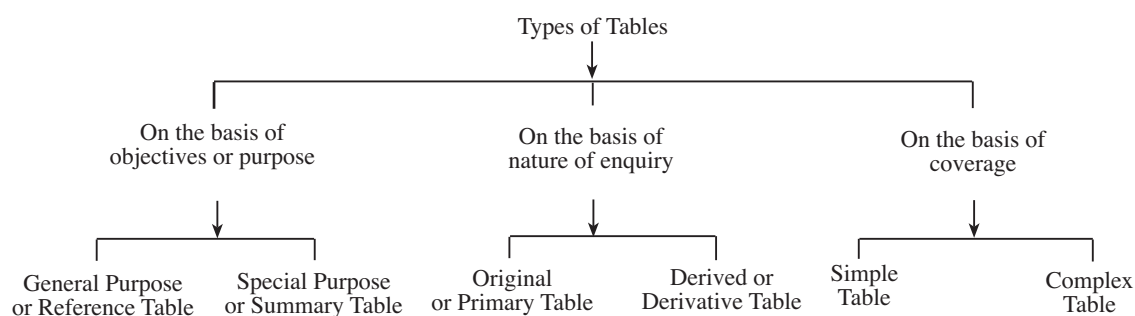 Types of Tables
On the basis of
objectives or purpose
On the basis of
nature of enquiry
On the basis of
coverage
General Purpose
or Reference Table
Special Purpose
or Summary Table
Original
or Primary Table
Derived or
Derivative Table
Simple
Table
Complex
Table